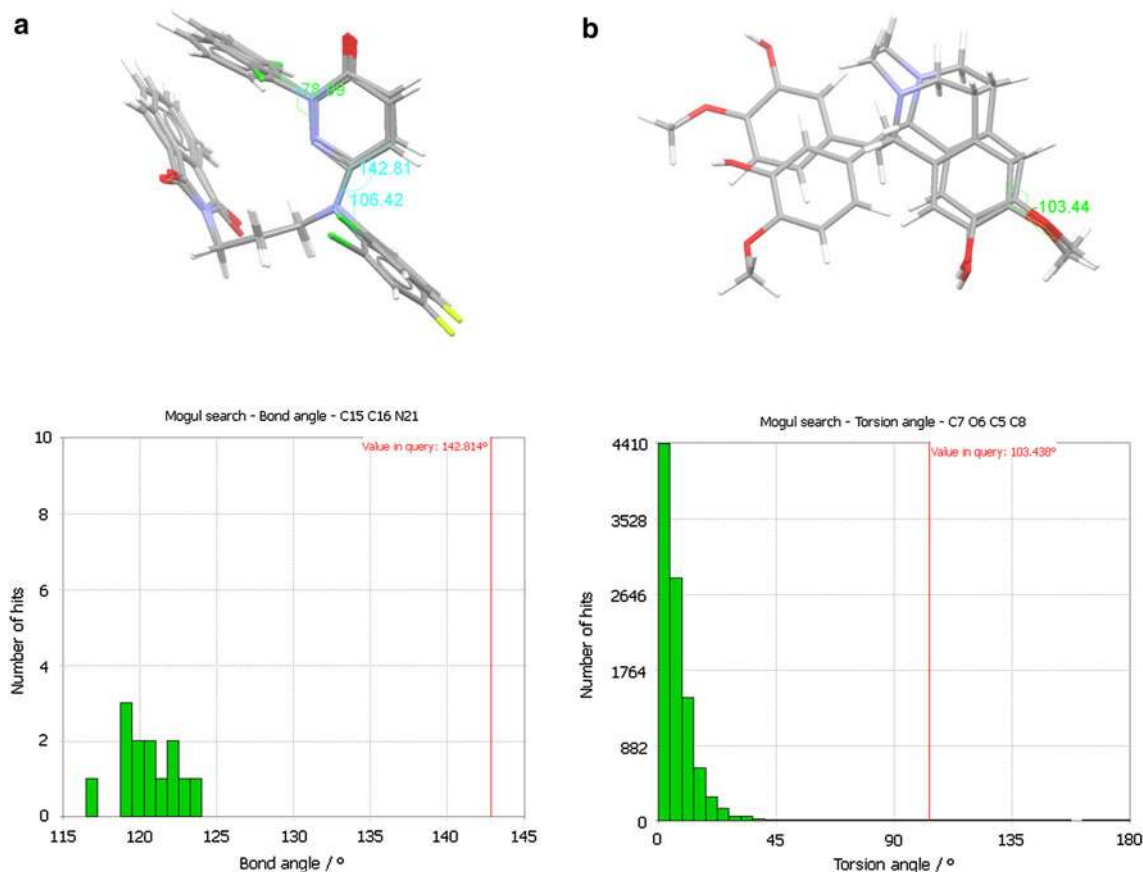 a
b
78.89
142.81
106.42
-103.44
Mogul search - Bond angle - C15 C16 N21
Value in query: 142.814º
10
8
6
4
2
0
Number of hits
115
120
125
130
135
140
145
Bond angle / º
Mogul search - Torsion angle - C7 O6 C5 C8
Value in query: 103.438º
4410
3528
2646
1764
882
0
Number of hits
0
45
90
135
180
Torsion angle / º